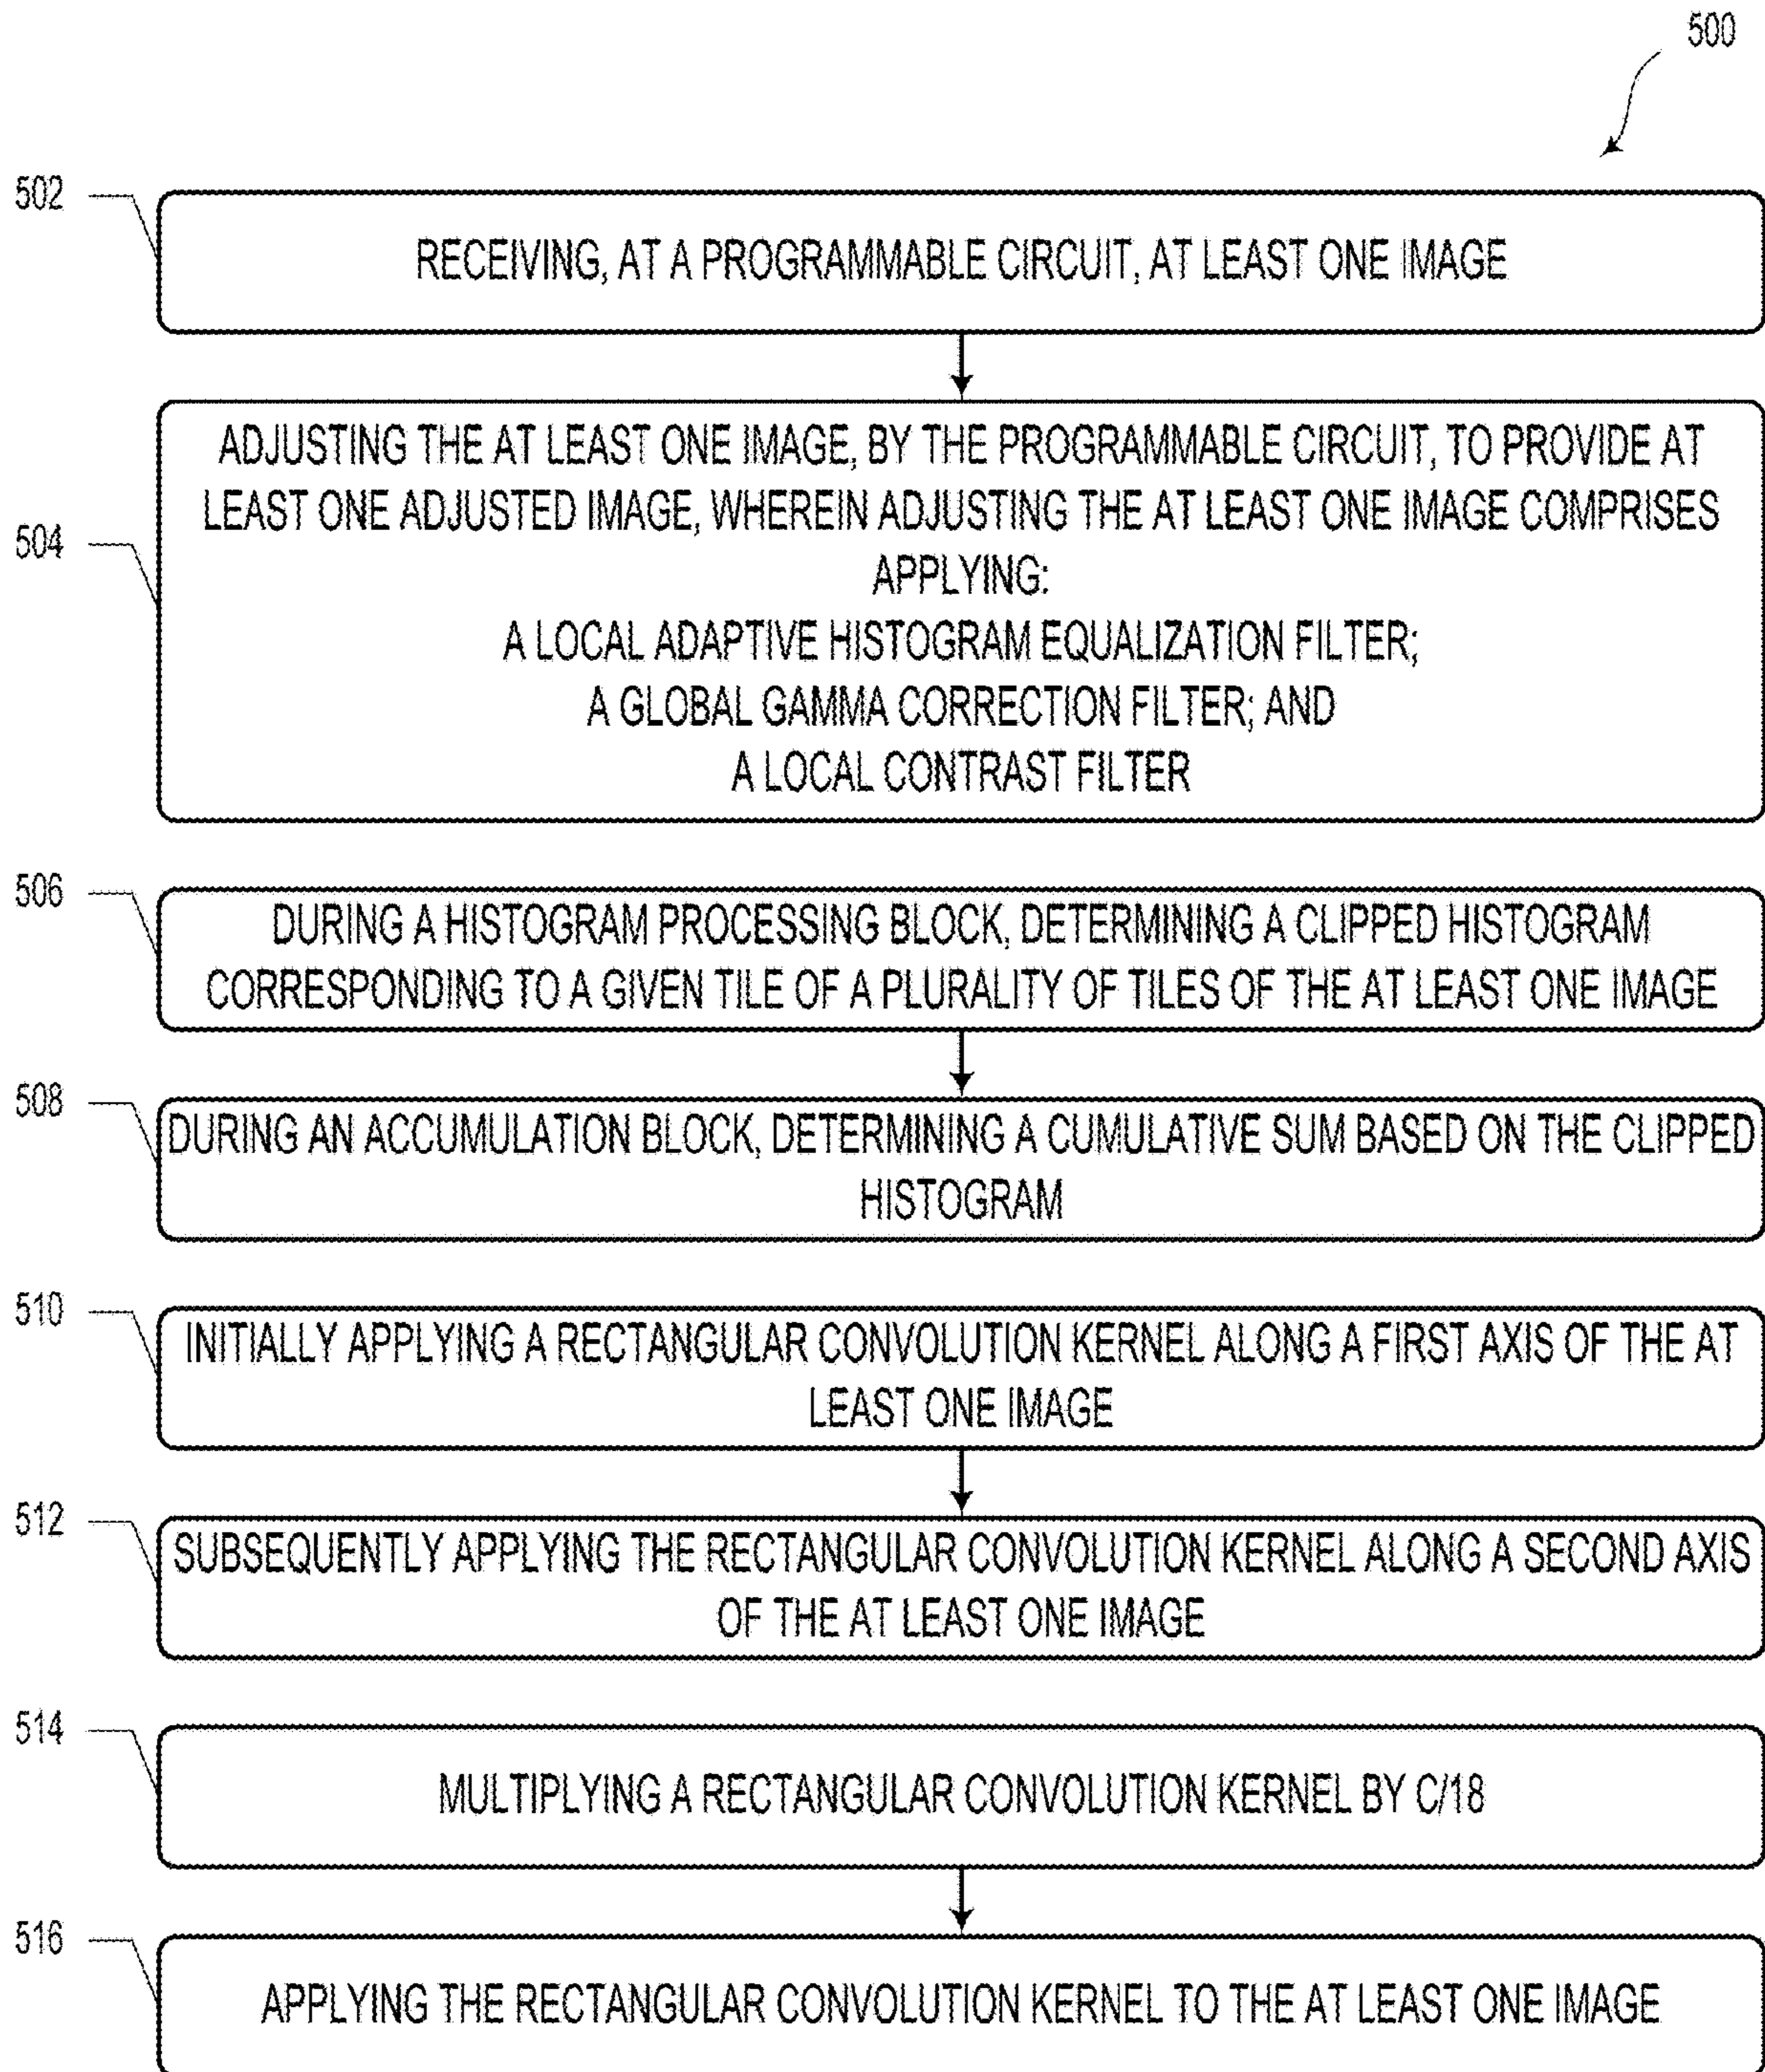 500
502
RECEIVING, AT A PROGRAMMABLE CIRCUIT, AT LEAST ONE IMAGE
504
ADJUSTING THE AT LEAST ONE IMAGE, BY THE PROGRAMMABLE CIRCUIT, TO PROVIDE AT
LEAST ONE ADJUSTED IMAGE, WHEREIN ADJUSTING THE AT LEAST ONE IMAGE COMPRISES
APPLYING:
A LOCAL ADAPTIVE HISTOGRAM EQUALIZATION FILTER;
A GLOBAL GAMMA CORRECTION FILTER; AND
A LOCAL CONTRAST FILTER
506
DURING A HISTOGRAM PROCESSING BLOCK, DETERMINING A CLIPPED HISTOGRAM
CORRESPONDING TO A GIVEN TILE OF A PLURALITY OF TILES OF THE AT LEAST ONE IMAGE
508
DURING AN ACCUMULATION BLOCK, DETERMINING A CUMULATIVE SUM BASED ON THE CLIPPED
HISTOGRAM
510
INITIALLY APPLYING A RECTANGULAR CONVOLUTION KERNEL ALONG A FIRST AXIS OF THE AT
LEAST ONE IMAGE
512
SUBSEQUENTLY APPLYING THE RECTANGULAR CONVOLUTION KERNEL ALONG A SECOND AXIS
OF THE AT LEAST ONE IMAGE
514
MULTIPLYING A RECTANGULAR CONVOLUTION KERNEL BY C/18
516
APPLYING THE RECTANGULAR CONVOLUTION KERNEL TO THE AT LEAST ONE IMAGE